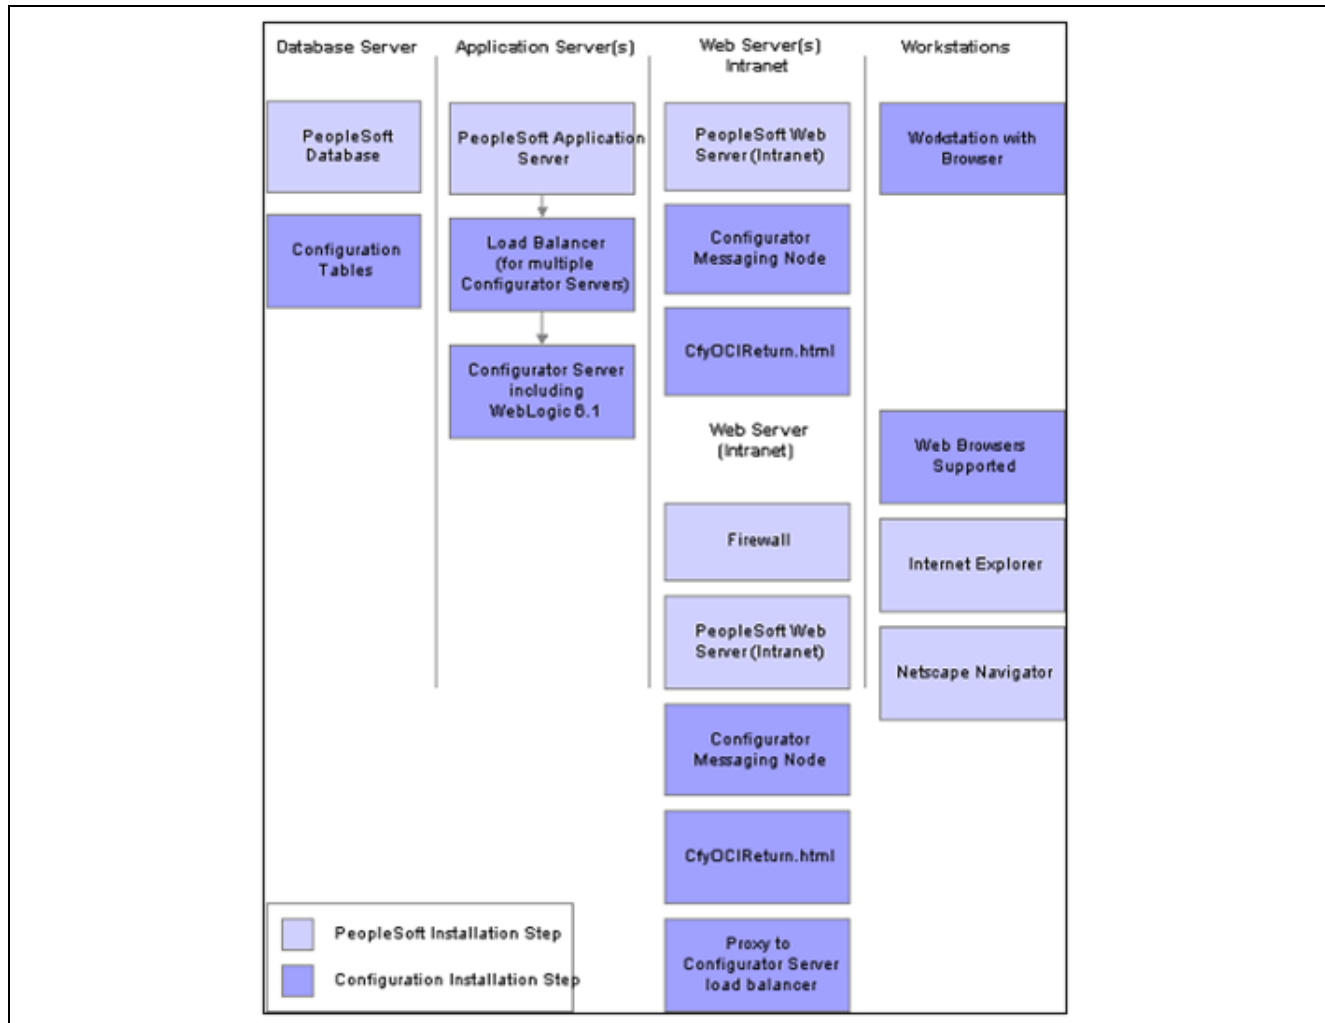 Database Server
PeopleSoft
Database
Configuration
Tables
Application Server(s)
PeopleSoft Application
Server
Load Balancer
(for multiple
Configurator Servers)
Configurator Server
including
WebLogic 6.1
Web Server(s)
Intranet
PeopleSoft Web
Server (Intranet)
Configurator
Messaging Node
CfyOCIReturn.html
Web Server
(Intranet)
Firewall
PeopleSoft Web
Server (Intranet)
Configurator
Messaging Node
CfyOCIReturn.html
Proxy to
Configurator Server
load balancer
Workstations
Workstation with
Browser
Web Browsers
Supported
Internet Explorer
Netscape Navigator
PeopleSoft Installation Step
Configuration Installation Step